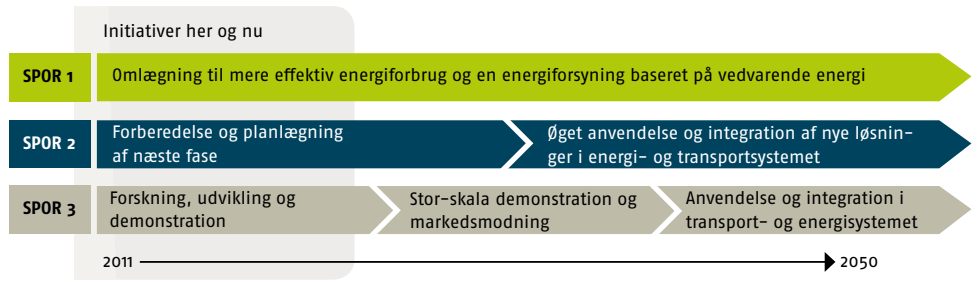 Initiativer her og nu
SPOR 1
Omlægning til mere effektiv energiforbrug og en energiforsyning baseret på vedvarende energi
SPOR 2
Forberedelse og planlægning
af næste fase
Øget anvendelse og integration af nye løsnin-
ger i energi- og transportsystemet
SPOR 3
Forskning, udvikling og
demonstration
Stor-skala demonstration og
markedsmodning
Anvendelse og integration i
transport- og energisystemet
2011
2050